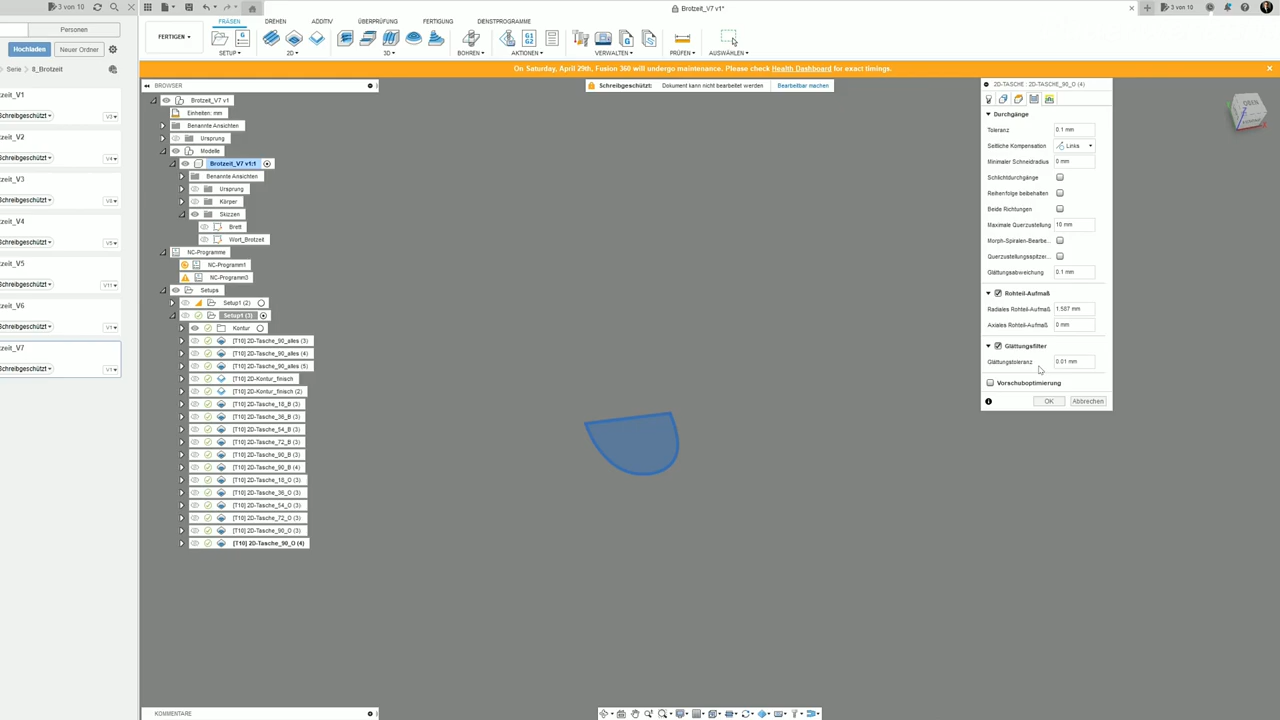 3 von 10
Brotzeit_V7 v1*
3 von 10
Personen
Hochladen
Neuer Ordner
Serie
8_Brotzeit
zeit_V1
Schreibgeschützt
V3
zeit_V2
Schreibgeschützt
V4
zeit_V3
Schreibgeschützt
zeit_V4
Schreibgeschützt
V2
zeit_V5
Schreibgeschützt
V11
zeit_V6
Schreibgeschützt
V1
zeit_V7
Schreibgeschützt
V1
FERTIGEN
FRÄSEN
DREHEN
ADDITIV
ÜBERPRÜFUNG
FERTIGUNG
DIENSTPROGRAMME
SETUP
2D
3D
BOHREN
G1
G2
AKTIONEN
VERWALTEN
PRÜFEN
AUSWÄHLEN
On Saturday, April 29th, Fusion 360 will undergo maintenance. Please check Health Dashboard for exact timings.
BROWSER
Schreibgeschützt: Dokument kann nicht bearbeitet werden Bearbeitbar machen
Brotzeit_V7 v1
Einheiten: mm
Benannte Ansichten
Ursprung
Modelle
Brotzeit_V7 v1:1
Benannte Ansichten
Ursprung
Körper
Skizzen
Brett
Wort_Brotzeit
NC-Programme
NC-Programm1
NC-Programm3
Setups
Setup1 (2)
Setup1 (3)
Kontur
[T10] 2D-Tasche_90_alles (3)
[T10] 2D-Tasche_90_alles (4)
[T10] 2D-Tasche_90_alles (5)
[T10] 2D-Kontur_finisch
[T10] 2D-Kontur_finisch (2)
[T10] 2D-Tasche_18_B (3)
[T10] 2D-Tasche_36_B (3)
[T10] 2D-Tasche_54_B (3)
[T10] 2D-Tasche_72_B (3)
[T10] 2D-Tasche_90_B (3)
[T10] 2D-Tasche_90_B (4)
[T10] 2D-Tasche_18_O (3)
[T10] 2D-Tasche_36_O (3)
[T10] 2D-Tasche_54_O (3)
[T10] 2D-Tasche_72_O (3)
[T10] 2D-Tasche_90_O (3)
[T10] 2D-Tasche_90_O (4)
2D-TASCHE : 2D-TASCHE_90_O (4)
Durchgänge
Toleranz 0.1 mm
Seitliche Kompensation Links
Minimaler Schneidradius 0 mm
Schlichtdurchgänge
Reihenfolge beibehalten
Beide Richtungen
Maximale Querzustellung 10 mm
Morph-Spiralen-Bearbe...
Querzustellungsspitzer...
Glättungsabweichung 0.1 mm
Rohteil-Aufmaß
Radiales Rohteil-Aufmaß 1.587 mm
Axiales Rohteil-Aufmaß 0 mm
Glättungsfilter
Glättungstoleranz 0.01 mm
Vorschuboptimierung
OK
Abbrechen
OBEN
KOMMENTARE